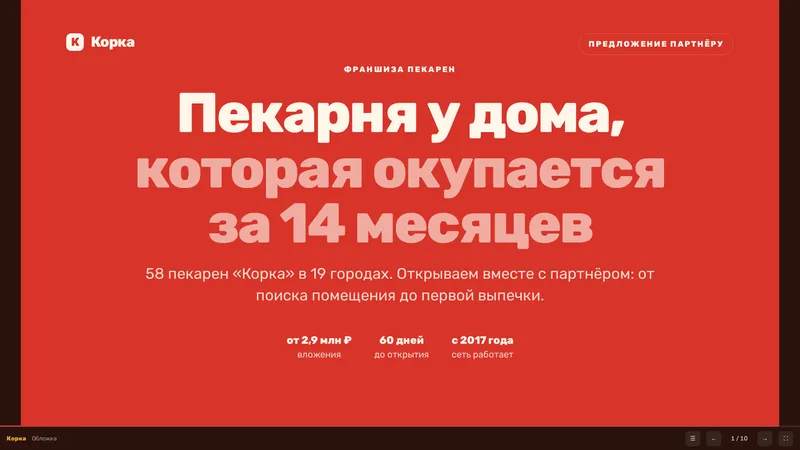 К Корка
ПРЕДЛОЖЕНИЕ ПАРТНЁРУ
ФРАНШИЗА ПЕКАРЕН
Пекарня у дома,
которая окупается
за 14 месяцев
58 пекарен «Корка» в 19 городах. Открываем вместе с партнёром: от
поиска помещения до первой выпечки.
от 2,9 млн ₽
вложения
60 дней
до открытия
с 2017 года
сеть работает
Корка Обложка
1 / 10